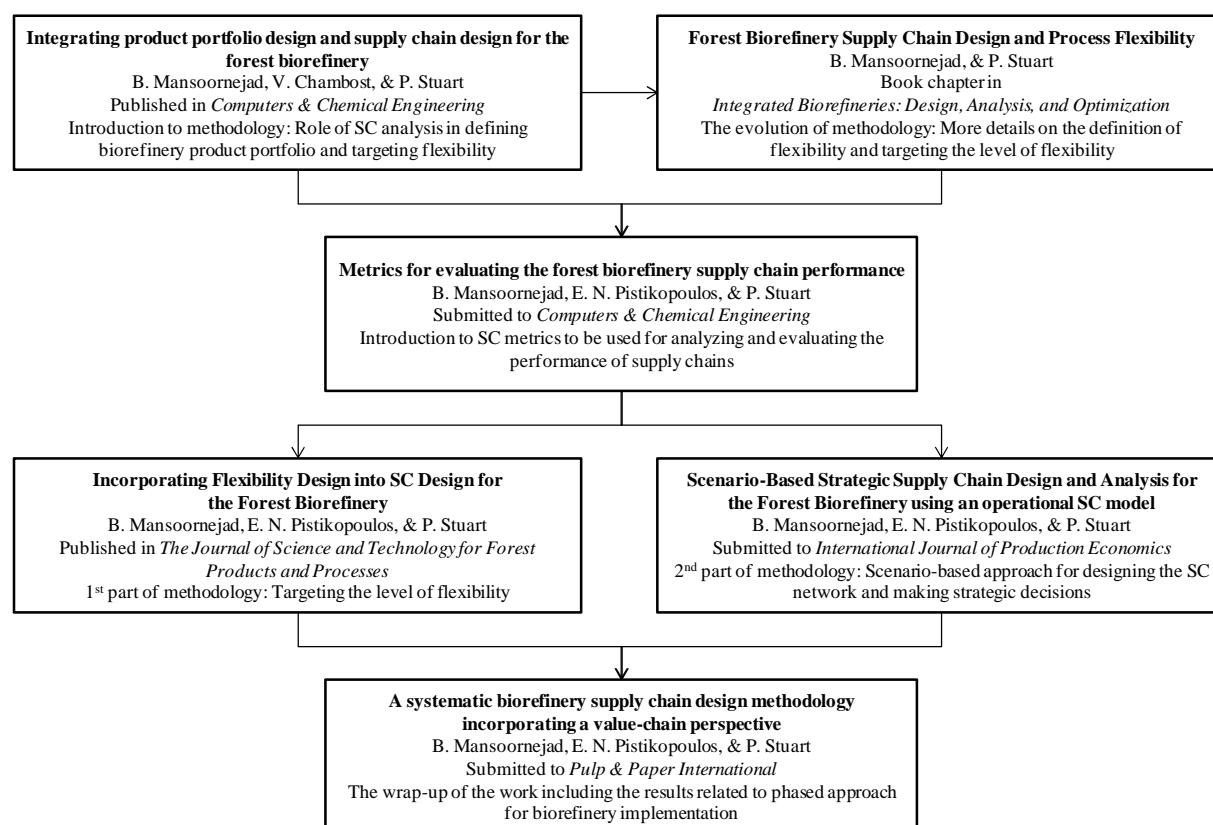 Integrating product portfolio design and supply chain design for the
forest biorefinery
B. Mansoornejad, V. Chambost, & P. Stuart
Published in Computers & Chemical Engineering
Introduction to methodology: Role of SC analysis in defining
biorefinery product portfolio and targeting flexibility
Forest Biorefinery Supply Chain Design and Process Flexibility
B. Mansoornejad, & P. Stuart
Book chapter in
Integrated Biorefineries: Design, Analysis, and Optimization
The evolution of methodology: More details on the definition of
flexibility and targeting the level of flexibility
Metrics for evaluating the forest biorefinery supply chain performance
B. Mansoornejad, E. N. Pistikopoulos, & P. Stuart
Submitted to Computers & Chemical Engineering
Introduction to SC metrics to be used for analyzing and evaluating the
performance of supply chains
Incorporating Flexibility Design into SC Design for
the Forest Biorefinery
B. Mansoornejad, E. N. Pistikopoulos, & P. Stuart
Published in The Journal of Science and Technology for Forest
Products and Processes
1st part of methodology: Targeting the level of flexibility
Scenario-Based Strategic Supply Chain Design and Analysis for
the Forest Biorefinery using an operational SC model
B. Mansoornejad, E. N. Pistikopoulos, & P. Stuart
Submitted to International Journal of Production Economics
2nd part of methodology: Scenario-based approach for designing the SC
network and making strategic decisions
A systematic biorefinery supply chain design methodology
incorporating a value-chain perspective
B. Mansoornejad, E. N. Pistikopoulos, & P. Stuart
Submitted to Pulp & Paper International
The wrap-up of the work including the results related to phased approach
for biorefinery implementation